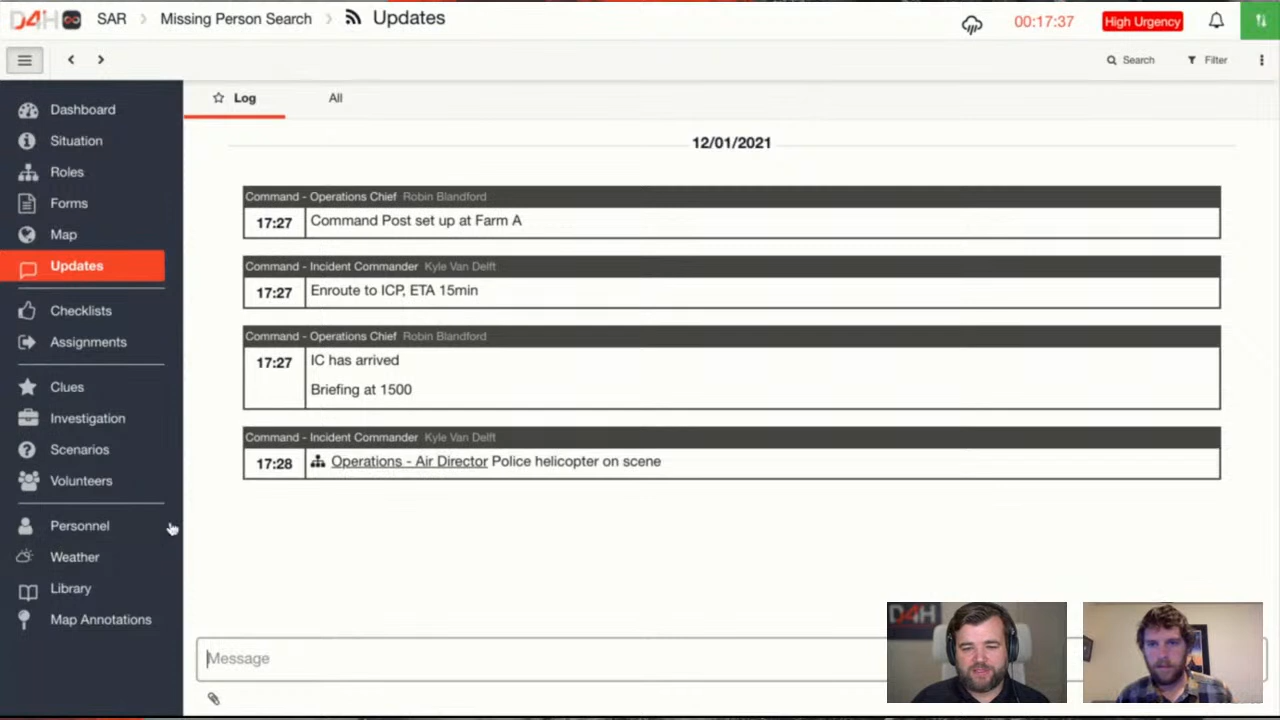 D4H SAR Missing Person Search Updates 00:17:37 High Urgency
Search Filter
Dashboard
Situation
Roles
Forms
Map
Updates
Checklists
Assignments
Clues
Investigation
Scenarios
Volunteers
Personnel
Weather
Library
Map Annotations
Log All
12/01/2021
Command - Operations Chief Robin Blandford
17:27 Command Post set up at Farm A
Command - Incident Commander Kyle Van Delft
17:27 Enroute to ICP, ETA 15min
Command - Operations Chief Robin Blandford
17:27 IC has arrived
Briefing at 1500
Command - Incident Commander Kyle Van Delft
17:28 Operations - Air Director Police helicopter on scene
Message
D4H